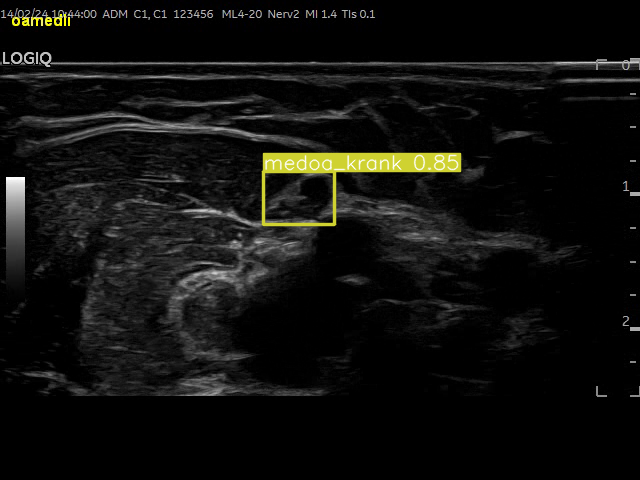 14/02/24 10:44:00 ADM C1, C1 123456 ML4-20 Nerv2 MI 1.4 TIs 0.1
oamedli
LOGIQ
0
medoa_krank 0.85
1
2